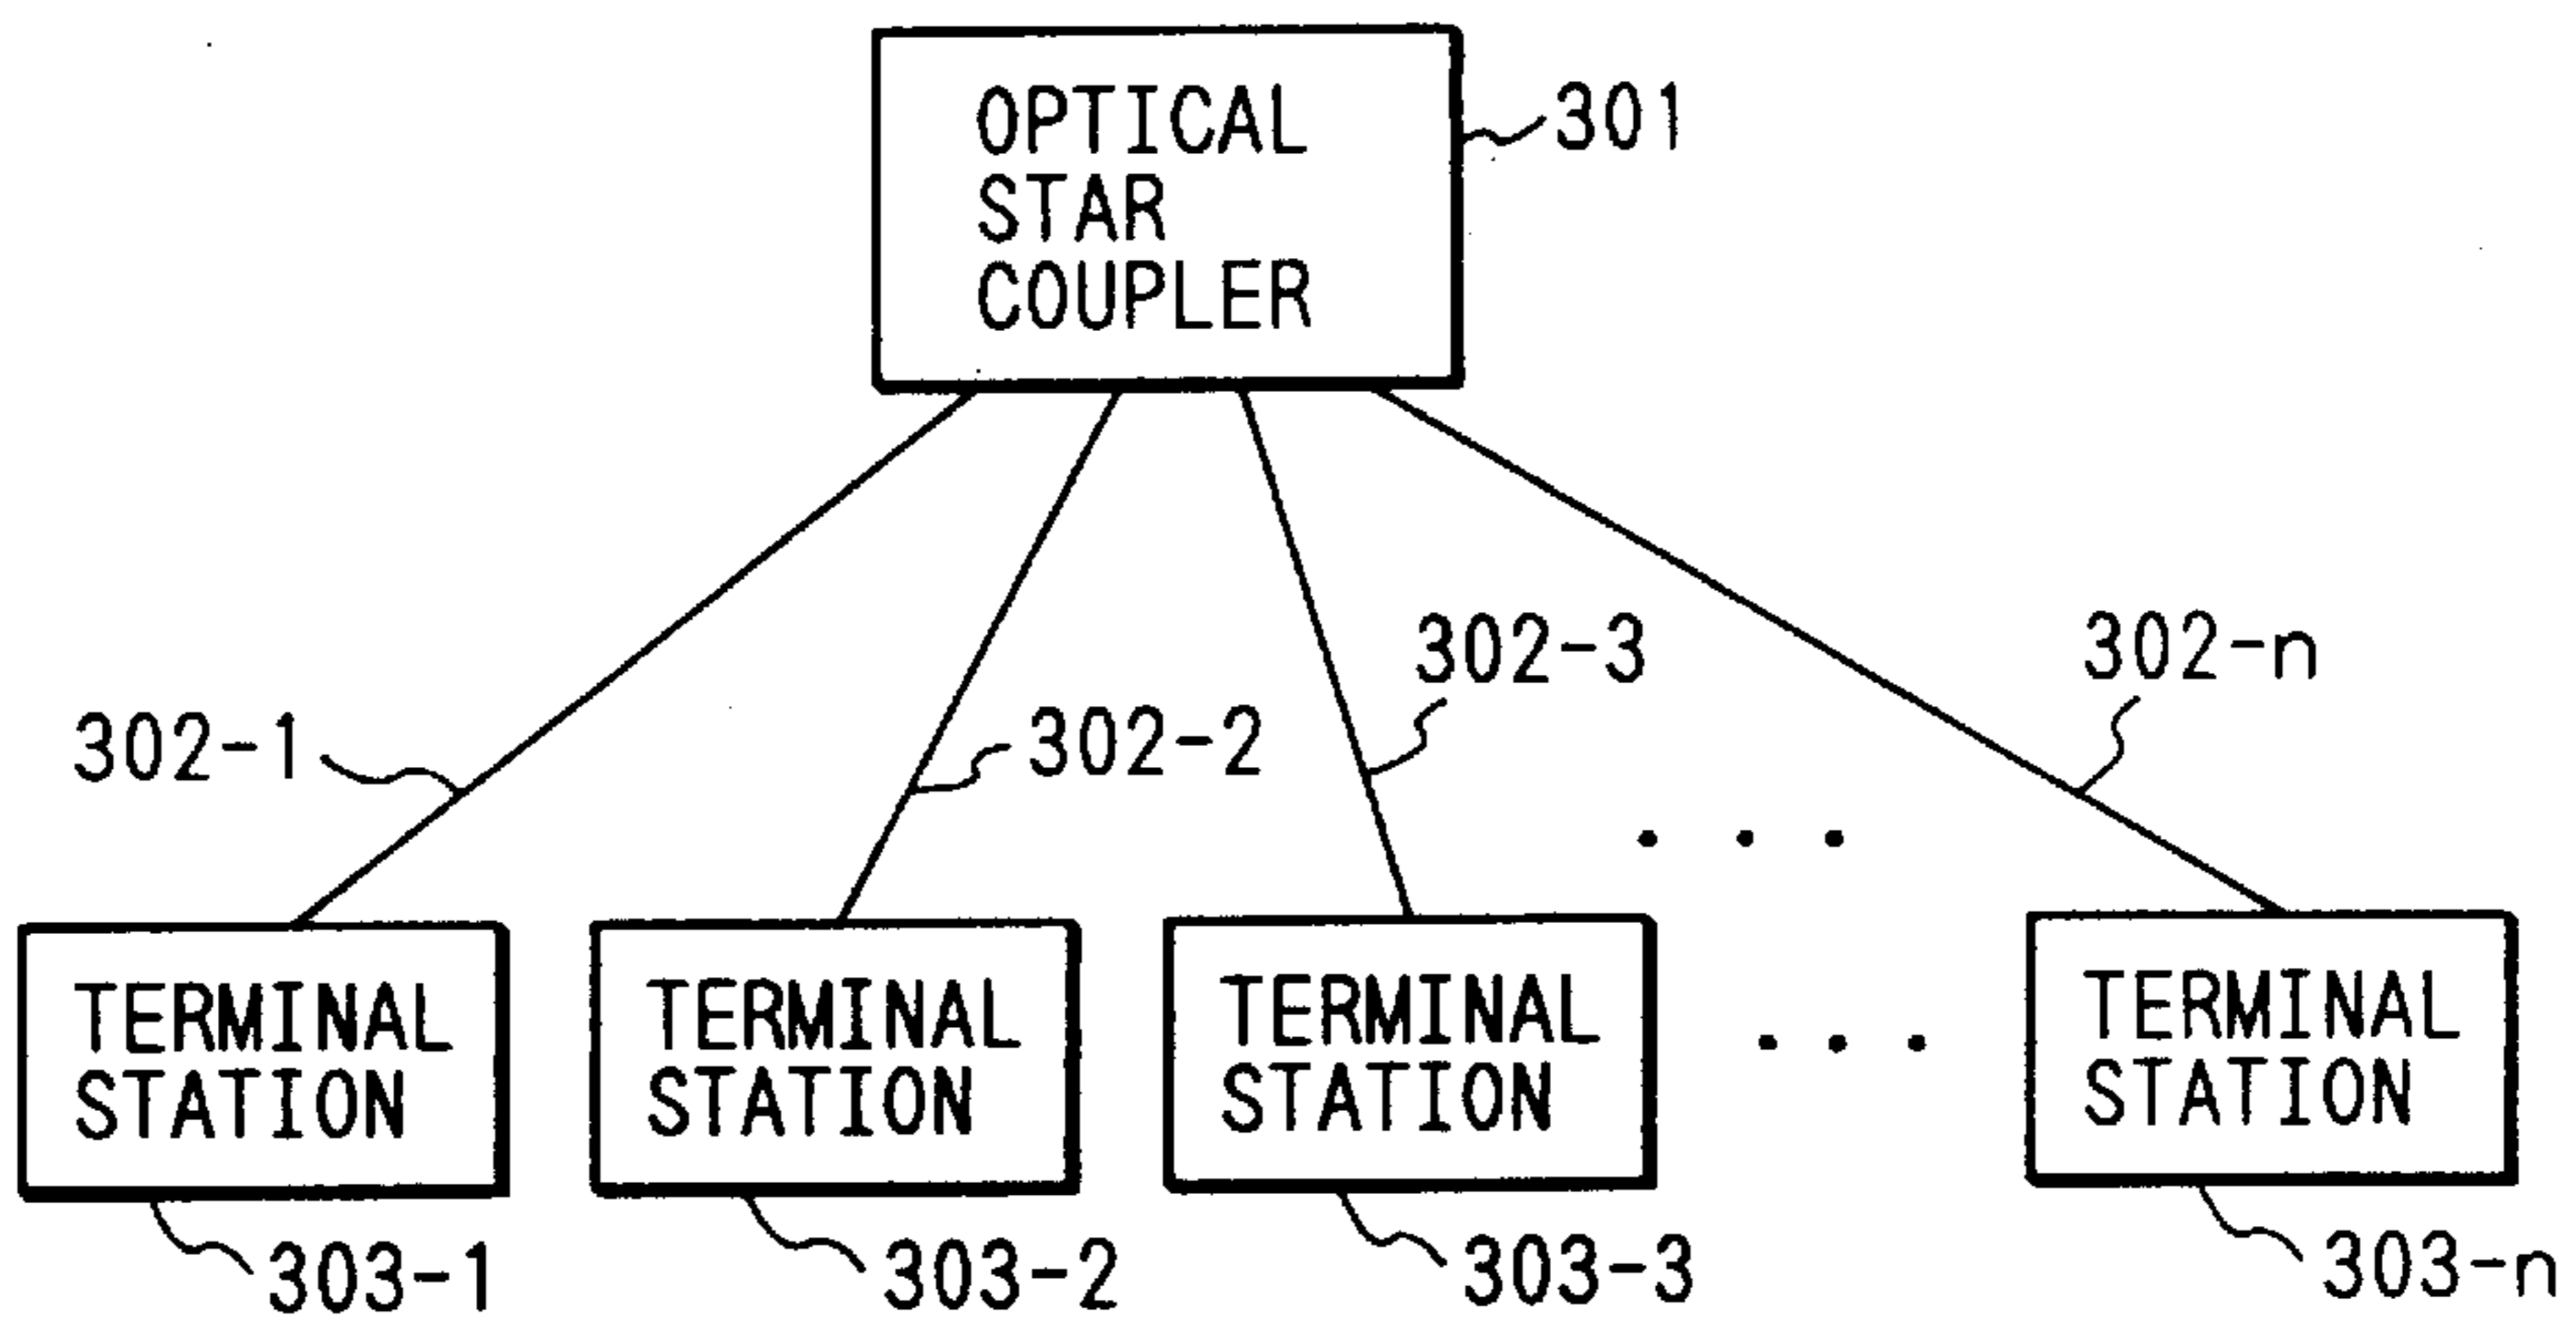 OPTICAL
STAR
COUPLER
301
302-1
302-2
302-3
302-n
. . .
TERMINAL
STATION
TERMINAL
STATION
TERMINAL
STATION
. . .
TERMINAL
STATION
303-1
303-2
303-3
303-n